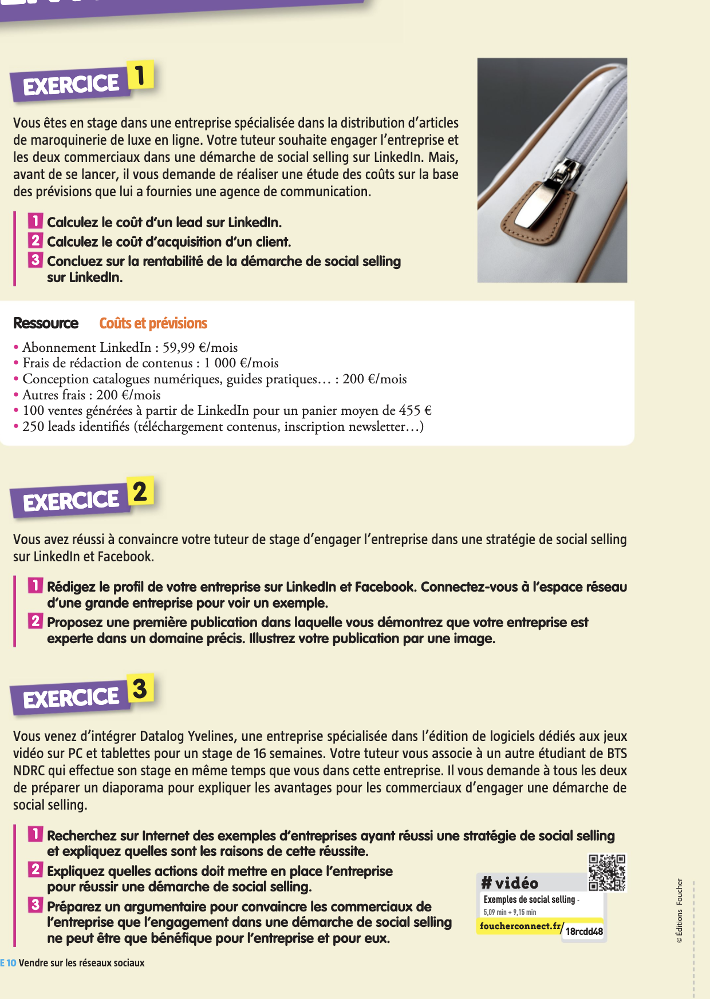 EXERCICE 1
Vous êtes en stage dans une entreprise spécialisée dans la distribution d'articles
de maroquinerie de luxe en ligne. Votre tuteur souhaite engager l'entreprise et
les deux commerciaux dans une démarche de social selling sur LinkedIn. Mais,
avant de se lancer, il vous demande de réaliser une étude des coûts sur la base
des prévisions que lui a fournies une agence de communication.
1 Calculez le coût d'un lead sur LinkedIn.
2 Calculez le coût d'acquisition d'un client.
3 Concluez sur la rentabilité de la démarche de social selling
sur LinkedIn.
Ressource Coûts et prévisions
• Abonnement LinkedIn : 59,99 €/mois
• Frais de rédaction de contenus : 1 000 €/mois
• Conception catalogues numériques, guides pratiques… : 200 €/mois
• Autres frais : 200 €/mois
• 100 ventes générées à partir de LinkedIn pour un panier moyen de 455 €
• 250 leads identifiés (téléchargement contenus, inscription newsletter…)
EXERCICE 2
Vous avez réussi à convaincre votre tuteur de stage d'engager l'entreprise dans une stratégie de social selling
sur LinkedIn et Facebook.
1 Rédigez le profil de votre entreprise sur LinkedIn et Facebook. Connectez-vous à l'espace réseau
d'une grande entreprise pour voir un exemple.
2 Proposez une première publication dans laquelle vous démontrez que votre entreprise est
experte dans un domaine précis. Illustrez votre publication par une image.
EXERCICE 3
Vous venez d'intégrer Datalog Yvelines, une entreprise spécialisée dans l'édition de logiciels dédiés aux jeux
vidéo sur PC et tablettes pour un stage de 16 semaines. Votre tuteur vous associe à un autre étudiant de BTS
NDRC qui effectue son stage en même temps que vous dans cette entreprise. Il vous demande à tous les deux
de préparer un diaporama pour expliquer les avantages pour les commerciaux d'engager une démarche de
social selling.
1 Recherchez sur Internet des exemples d'entreprises ayant réussi une stratégie de social selling
et expliquez quelles sont les raisons de cette réussite.
2 Expliquez quelles actions doit mettre en place l'entreprise
pour réussir une démarche de social selling.
3 Préparez un argumentaire pour convaincre les commerciaux de
l'entreprise que l'engagement dans une démarche de social selling
ne peut être que bénéfique pour l'entreprise et pour eux.
# vidéo
Exemples de social selling -
5,09 min + 9,15 min
foucherconnect.fr/
18rcdd48
© Éditions Foucher
E 10 Vendre sur les réseaux sociaux